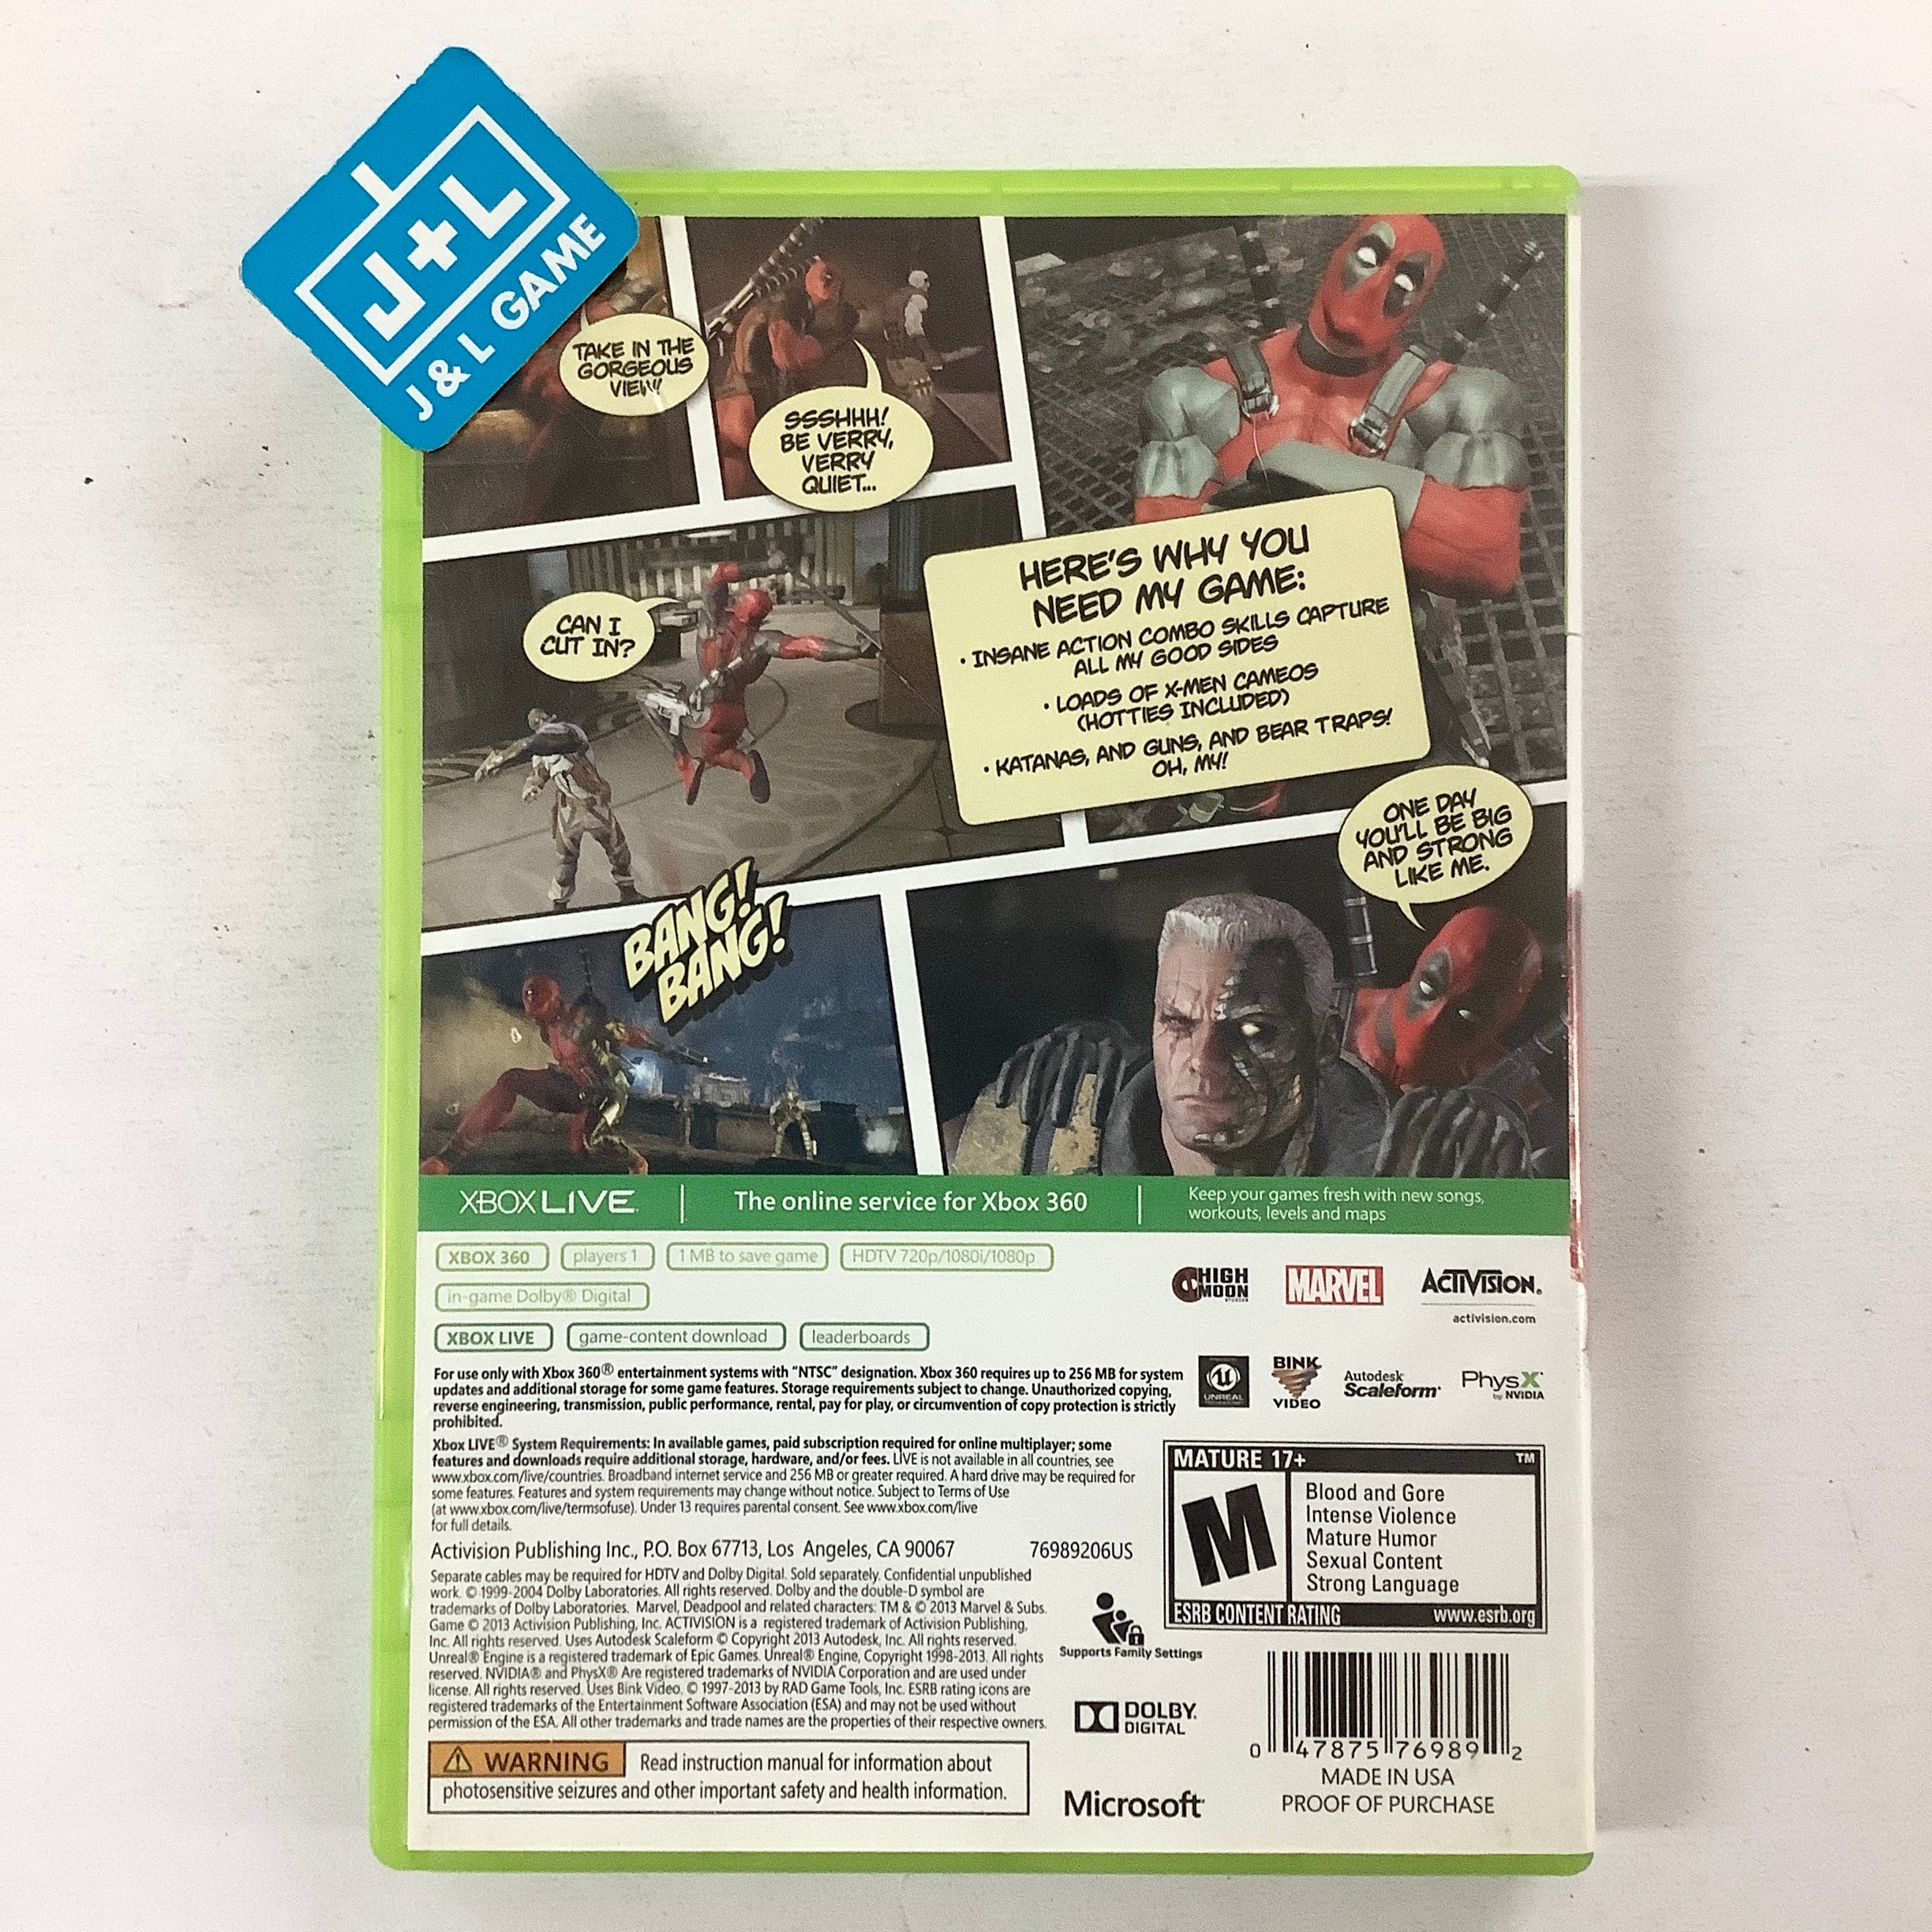 J+L
J & L GAME
TAKE IN THE
GORGEOUS
VIEW!
SSSHHH!
BE VERRY,
VERRY
QUIET...
HERE'S WHY YOU
NEED MY GAME:
• INSANE ACTION COMBO SKILLS CAPTURE
ALL MY GOOD SIDES
• LOADS OF X-MEN CAMEOS
(HOTTIES INCLUDED)
• KATANAS, AND GUNS, AND BEAR TRAPS!
OH, MY!
CAN I
CUT IN?
ONE DAY
YOU'LL BE BIG
AND STRONG
LIKE ME.
BANG!
BANG!
XBOX LIVE
The online service for Xbox 360
Keep your games fresh with new songs,
workouts, levels and maps
XBOX 360 players 1 1 MB to save game HDTV 720p/1080i/1080p
in-game Dolby® Digital
XBOX LIVE game-content download leaderboards
HIGH
MOON
STUDIOS
MARVEL
ACTIVISION.
activision.com
For use only with Xbox 360® entertainment systems with "NTSC" designation. Xbox 360 requires up to 256 MB for system
updates and additional storage for some game features. Storage requirements subject to change. Unauthorized copying,
reverse engineering, transmission, public performance, rental, pay for play, or circumvention of copy protection is strictly
prohibited.
UNREAL
TECHNOLOGY
BINK
VIDEO
Autodesk
Scaleform®
PhysX
by NVIDIA
Xbox LIVE® System Requirements: In available games, paid subscription required for online multiplayer; some
features and downloads require additional storage, hardware, and/or fees. LIVE is not available in all countries, see
www.xbox.com/live/countries. Broadband internet service and 256 MB or greater required. A hard drive may be required for
some features. Features and system requirements may change without notice. Subject to Terms of Use
(at www.xbox.com/live/termsofuse). Under 13 requires parental consent. See www.xbox.com/live
for full details.
Activision Publishing Inc., P.O. Box 67713, Los Angeles, CA 90067 76989206US
Separate cables may be required for HDTV and Dolby Digital. Sold separately. Confidential unpublished
work. © 1999-2004 Dolby Laboratories. All rights reserved. Dolby and the double-D symbol are
trademarks of Dolby Laboratories. Marvel, Deadpool and related characters: TM & © 2013 Marvel & Subs.
Game © 2013 Activision Publishing, Inc. ACTIVISION is a registered trademark of Activision Publishing,
Inc. All rights reserved. Uses Autodesk Scaleform © Copyright 2013 Autodesk, Inc. All rights reserved.
Unreal® Engine is a registered trademark of Epic Games. Unreal® Engine, Copyright 1998-2013. All rights
reserved. NVIDIA® and PhysX® Are registered trademarks of NVIDIA Corporation and are used under
license. All rights reserved. Uses Bink Video. © 1997-2013 by RAD Game Tools, Inc. ESRB rating icons are
registered trademarks of the Entertainment Software Association (ESA) and may not be used without
permission of the ESA. All other trademarks and trade names are the properties of their respective owners.
WARNING Read instruction manual for information about
photosensitive seizures and other important safety and health information.
MATURE 17+ ™
M
Blood and Gore
Intense Violence
Mature Humor
Sexual Content
Strong Language
ESRB CONTENT RATING www.esrb.org
Supports Family Settings
DOLBY
DIGITAL
Microsoft
0 47875 76989 2
MADE IN USA
PROOF OF PURCHASE